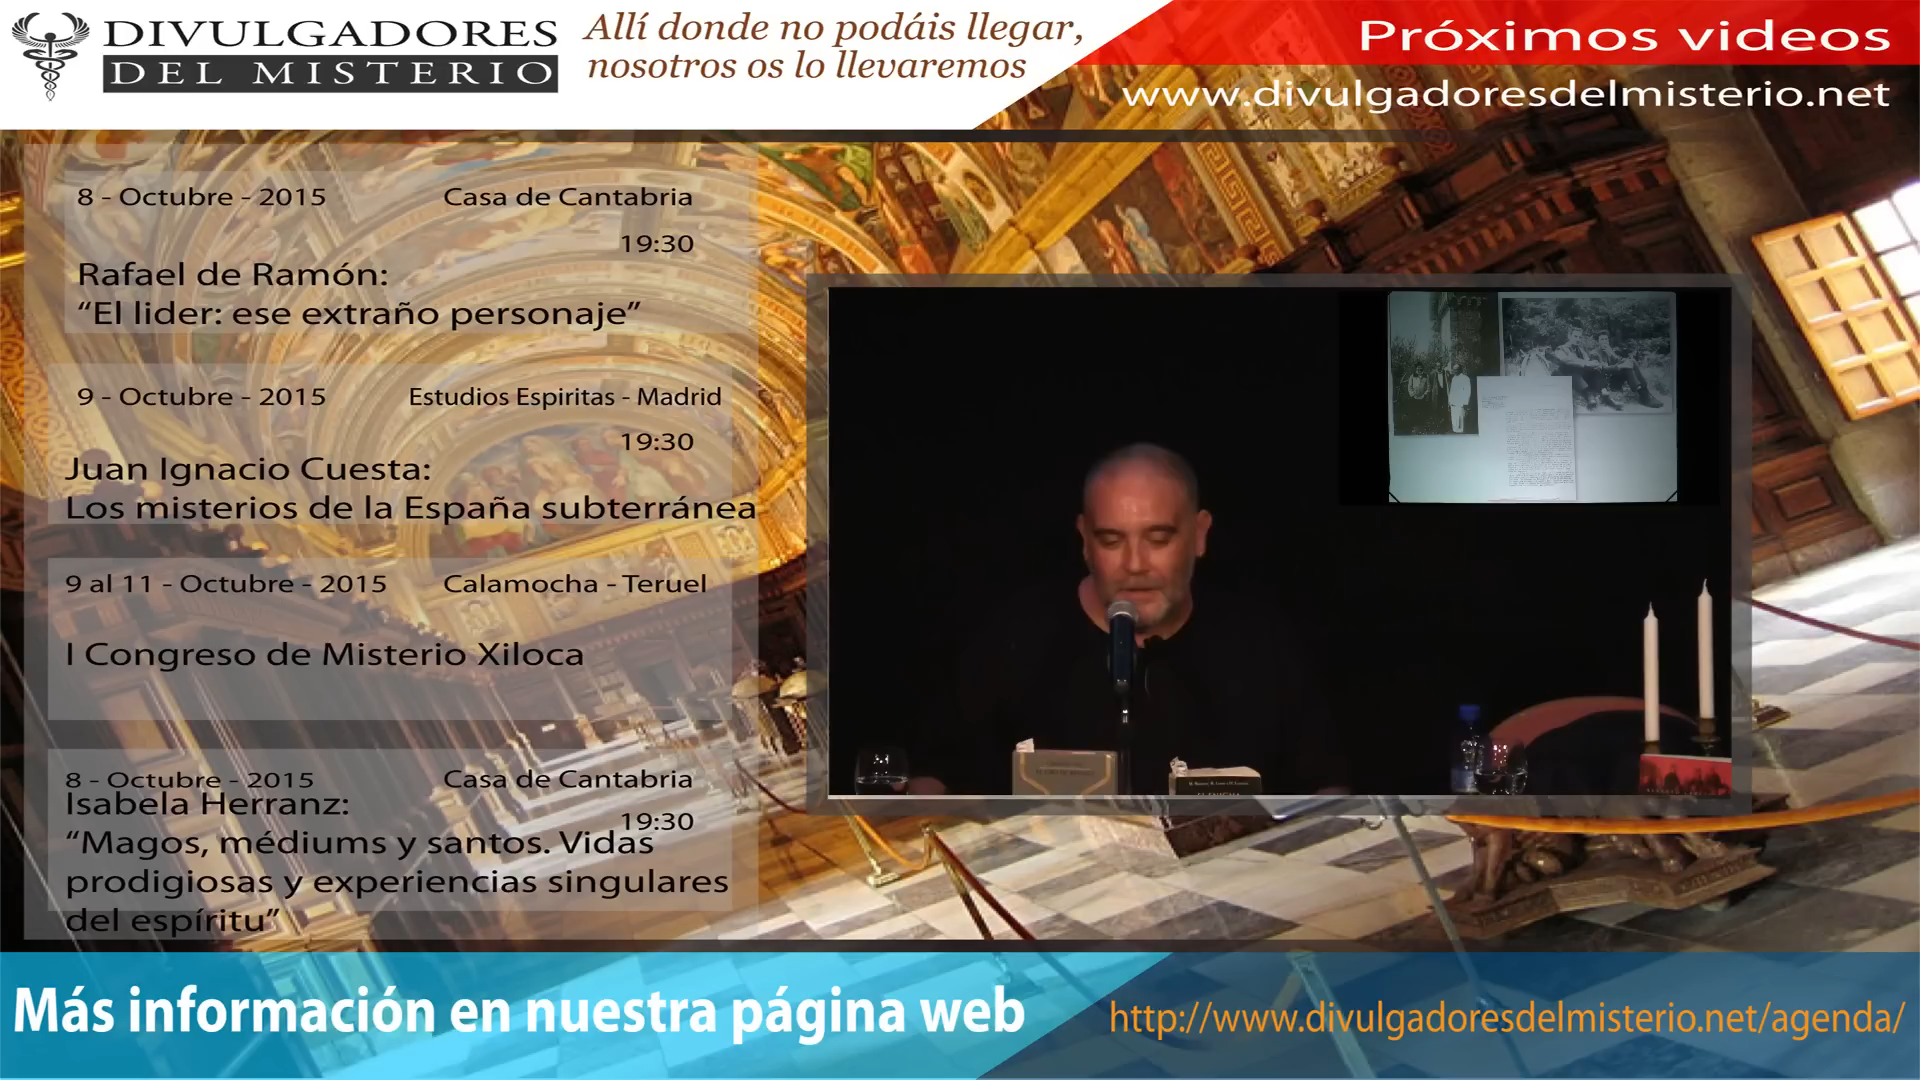 DIVULGADORES
DEL MISTERIO
Allí donde no podáis llegar,
nosotros os lo llevaremos
Próximos videos
www.divulgadoresdelmisterio.net
8 - Octubre - 2015 Casa de Cantabria
19:30
Rafael de Ramón:
“El lider: ese extraño personaje”
9 - Octubre - 2015 Estudios Espiritas - Madrid
19:30
Juan Ignacio Cuesta:
Los misterios de la España subterránea
9 al 11 - Octubre - 2015 Calamocha - Teruel
I Congreso de Misterio Xiloca
8 - Octubre - 2015 Casa de Cantabria
Isabela Herranz:
19:30
“Magos, médiums y santos. Vidas
prodigiosas y experiencias singulares
del espíritu”
Más información en nuestra página web
http://www.divulgadoresdelmisterio.net/agenda/